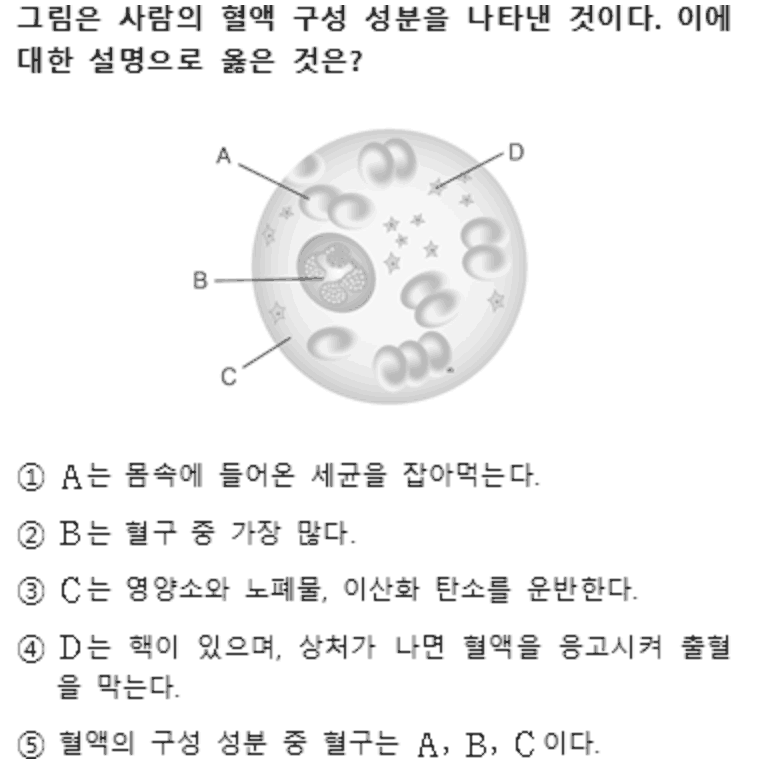 그림은 사람의 혈액 구성 성분을 나타낸 것이다. 이에
대한 설명으로 옳은 것은?
A
D
B
C
① A는 몸속에 들어온 세균을 잡아먹는다.
② B는 혈구 중 가장 많다.
③ C는 영양소와 노폐물, 이산화 탄소를 운반한다.
④ D는 핵이 있으며, 상처가 나면 혈액을 응고시켜 출혈
을 막는다.
⑤ 혈액의 구성 성분 중 혈구는 A, B, C이다.